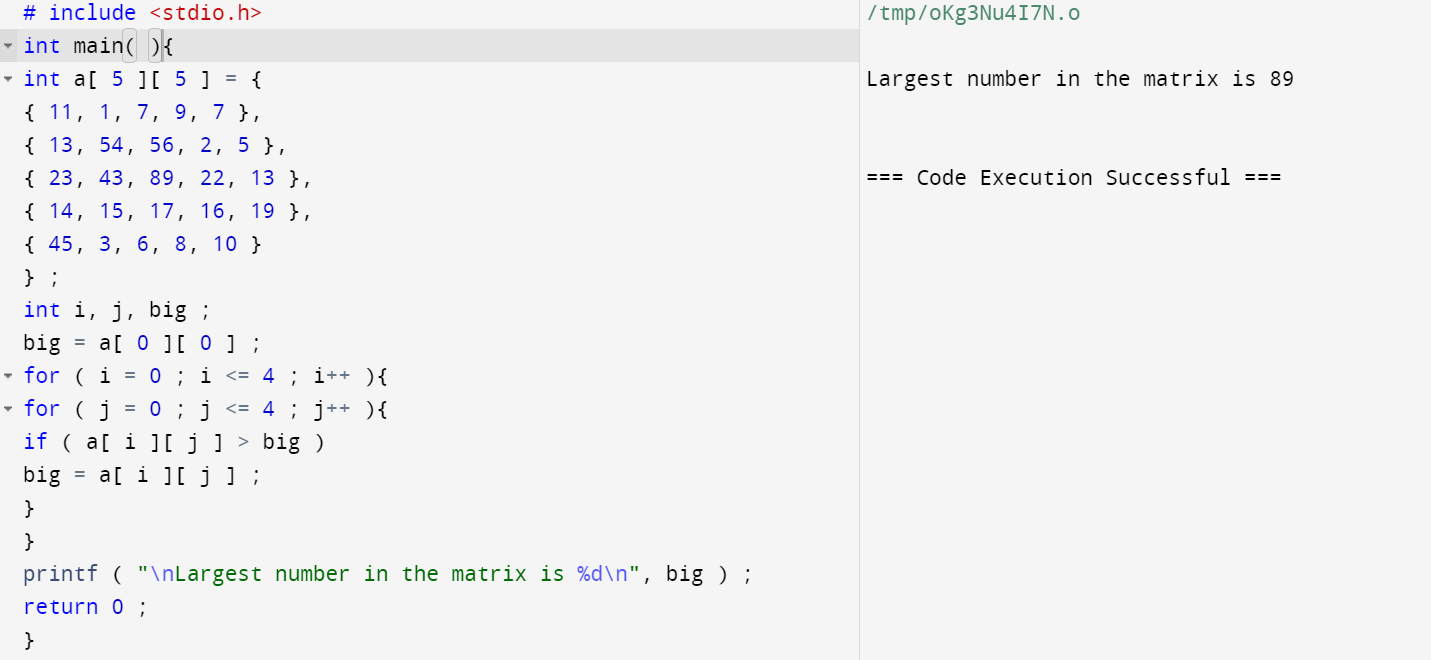 # include <stdio.h>
int main( ){
int a[ 5 ][ 5 ] = {
{ 11, 1, 7, 9, 7 },
{ 13, 54, 56, 2, 5 },
{ 23, 43, 89, 22, 13 },
{ 14, 15, 17, 16, 19 },
{ 45, 3, 6, 8, 10 }
} ;
int i, j, big ;
big = a[ 0 ][ 0 ] ;
for ( i = 0 ; i <= 4 ; i++ ){
for ( j = 0 ; j <= 4 ; j++ ){
if ( a[ i ][ j ] > big )
big = a[ i ][ j ] ;
}
}
printf ( "\nLargest number in the matrix is %d\n", big ) ;
return 0 ;
}
/tmp/oKg3Nu4I7N.o
Largest number in the matrix is 89
=== Code Execution Successful ===